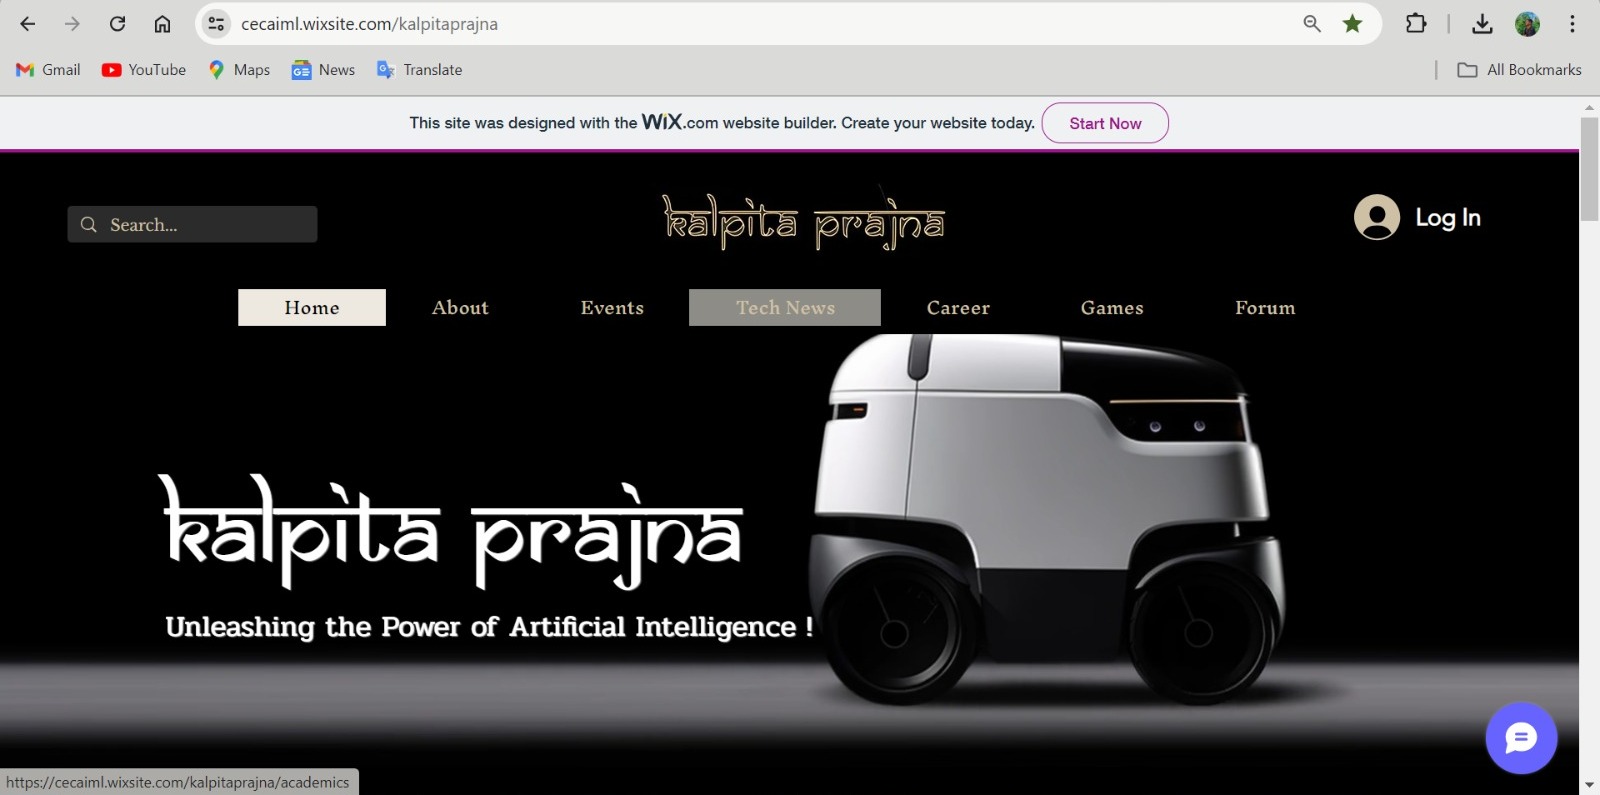 cecaiml.wixsite.com/kalpitaprajna
Gmail YouTube Maps News Translate All Bookmarks
This site was designed with the WiX.com website builder. Create your website today. Start Now
Search... kalpita prajna Log In
Home About Events Tech News Career Games Forum
kalpita prajna
Unleashing the Power of Artificial Intelligence !
https://cecaiml.wixsite.com/kalpitaprajna/academics